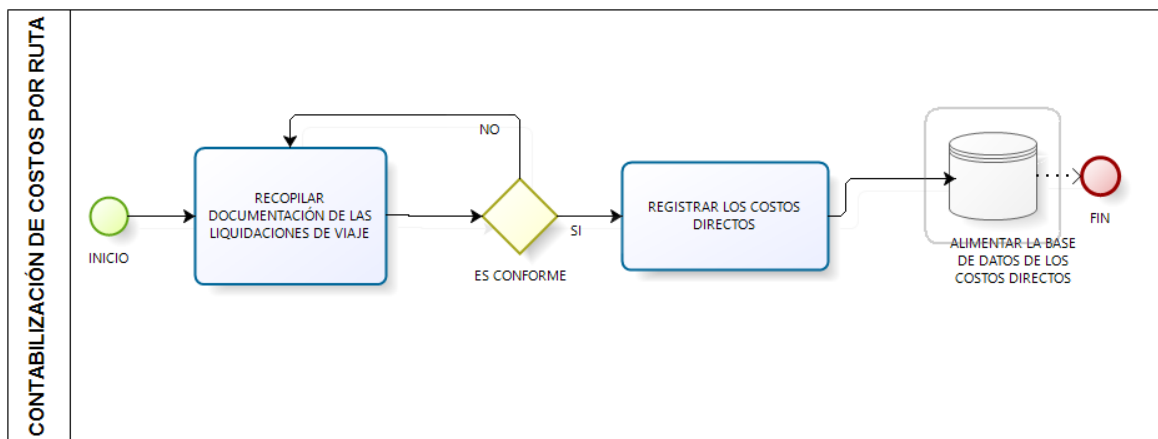 CONTABILIZACIÓN DE COSTOS POR RUTA
INICIO
RECOPILAR
DOCUMENTACIÓN DE LAS
LIQUIDACIONES DE VIAJE
NO
ES CONFORME
SI
REGISTRAR LOS COSTOS
DIRECTOS
ALIMENTAR LA BASE
DE DATOS DE LOS
COSTOS DIRECTOS
FIN